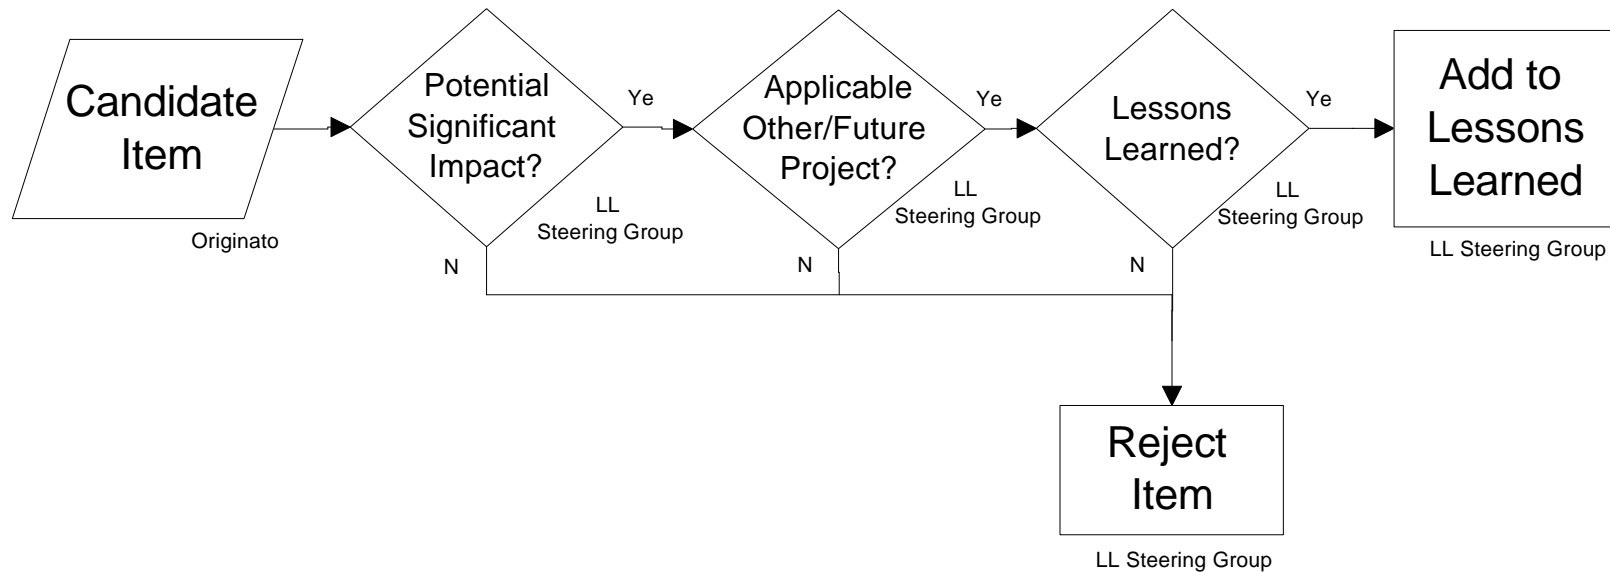 Candidate
Item
Originato
Potential
Significant
Impact?
Ye
LL
Steering Group
N
Applicable
Other/Future
Project?
Ye
LL
Steering Group
N
Lessons
Learned?
Ye
LL
Steering Group
N
Add to
Lessons
Learned
LL Steering Group
Reject
Item
LL Steering Group